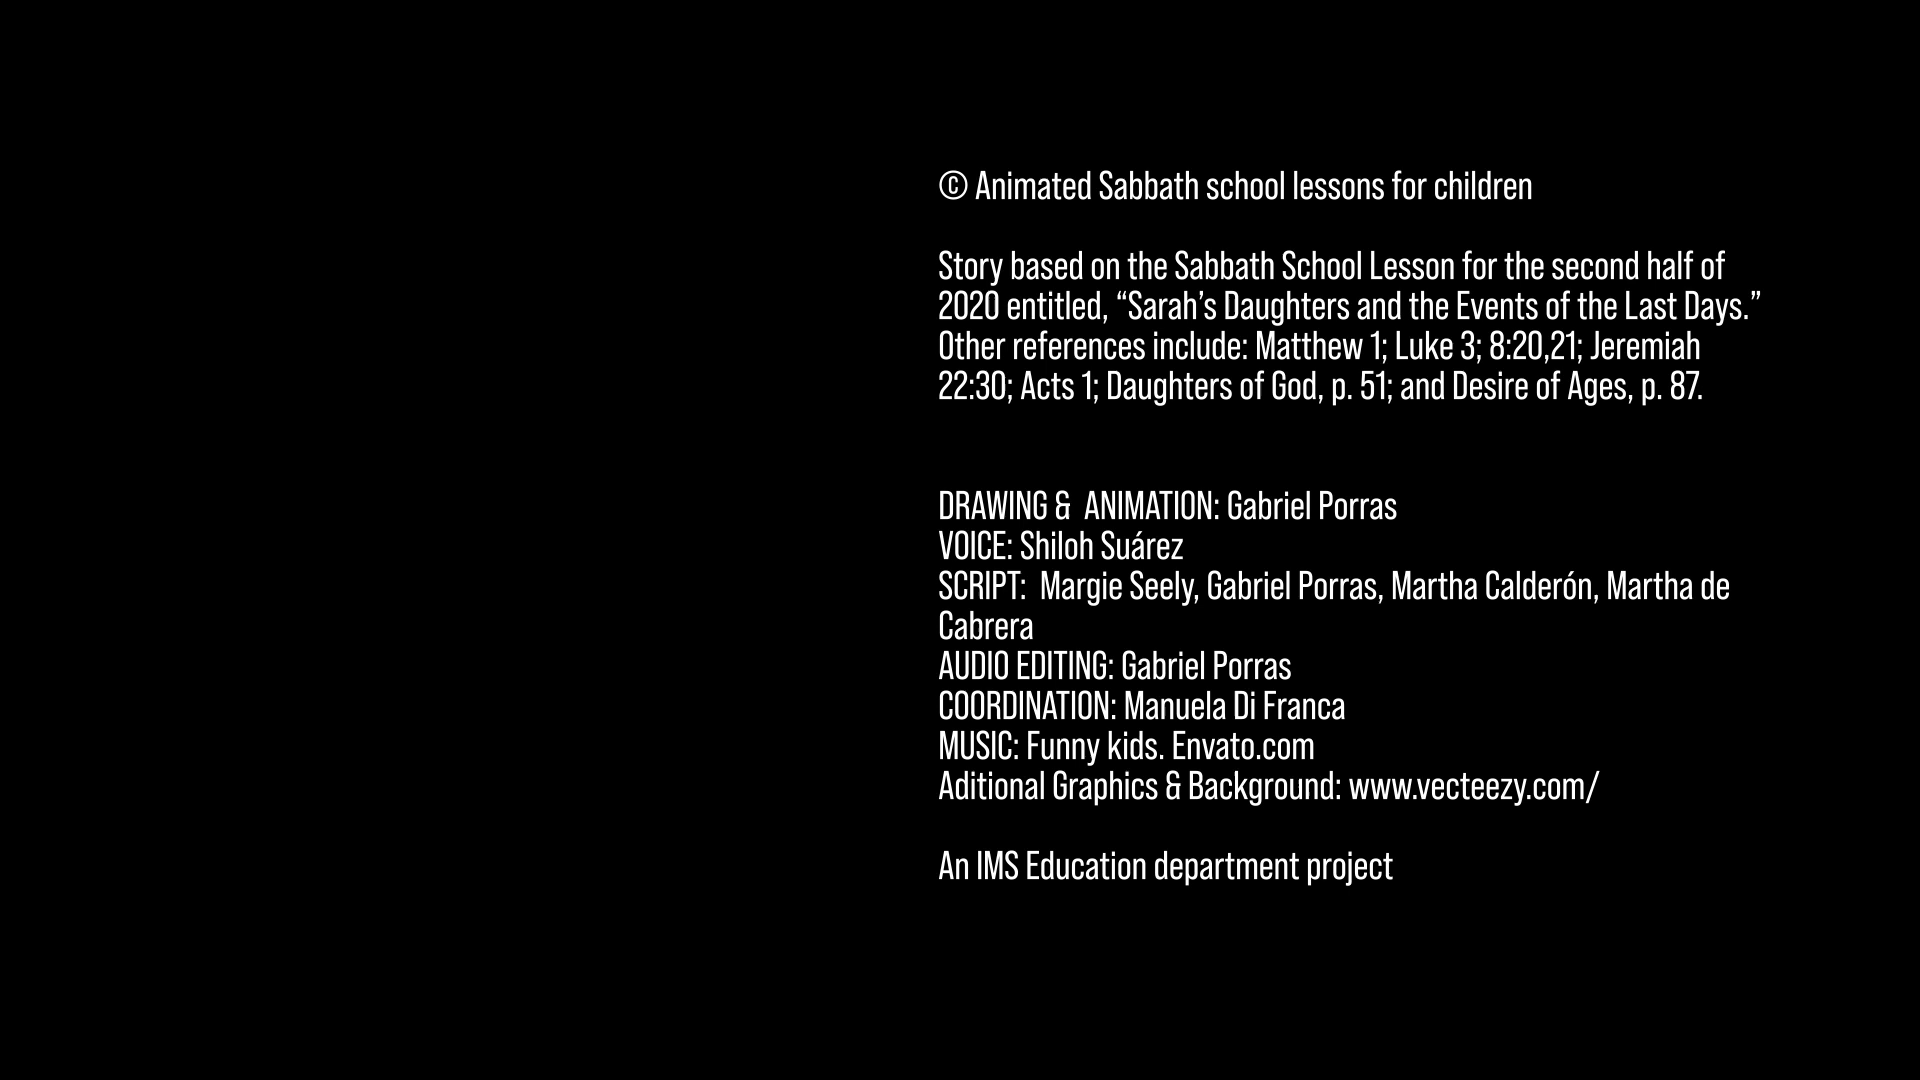 © Animated Sabbath school lessons for children
Story based on the Sabbath School Lesson for the second half of
2020 entitled, “Sarah’s Daughters and the Events of the Last Days.”
Other references include: Matthew 1; Luke 3; 8:20,21; Jeremiah
22:30; Acts 1; Daughters of God, p. 51; and Desire of Ages, p. 87.
DRAWING &  ANIMATION: Gabriel Porras
VOICE: Shiloh Suárez
SCRIPT:  Margie Seely, Gabriel Porras, Martha Calderón, Martha de
Cabrera
AUDIO EDITING: Gabriel Porras
COORDINATION: Manuela Di Franca
MUSIC: Funny kids. Envato.com
Aditional Graphics & Background: www.vecteezy.com/
An IMS Education department project